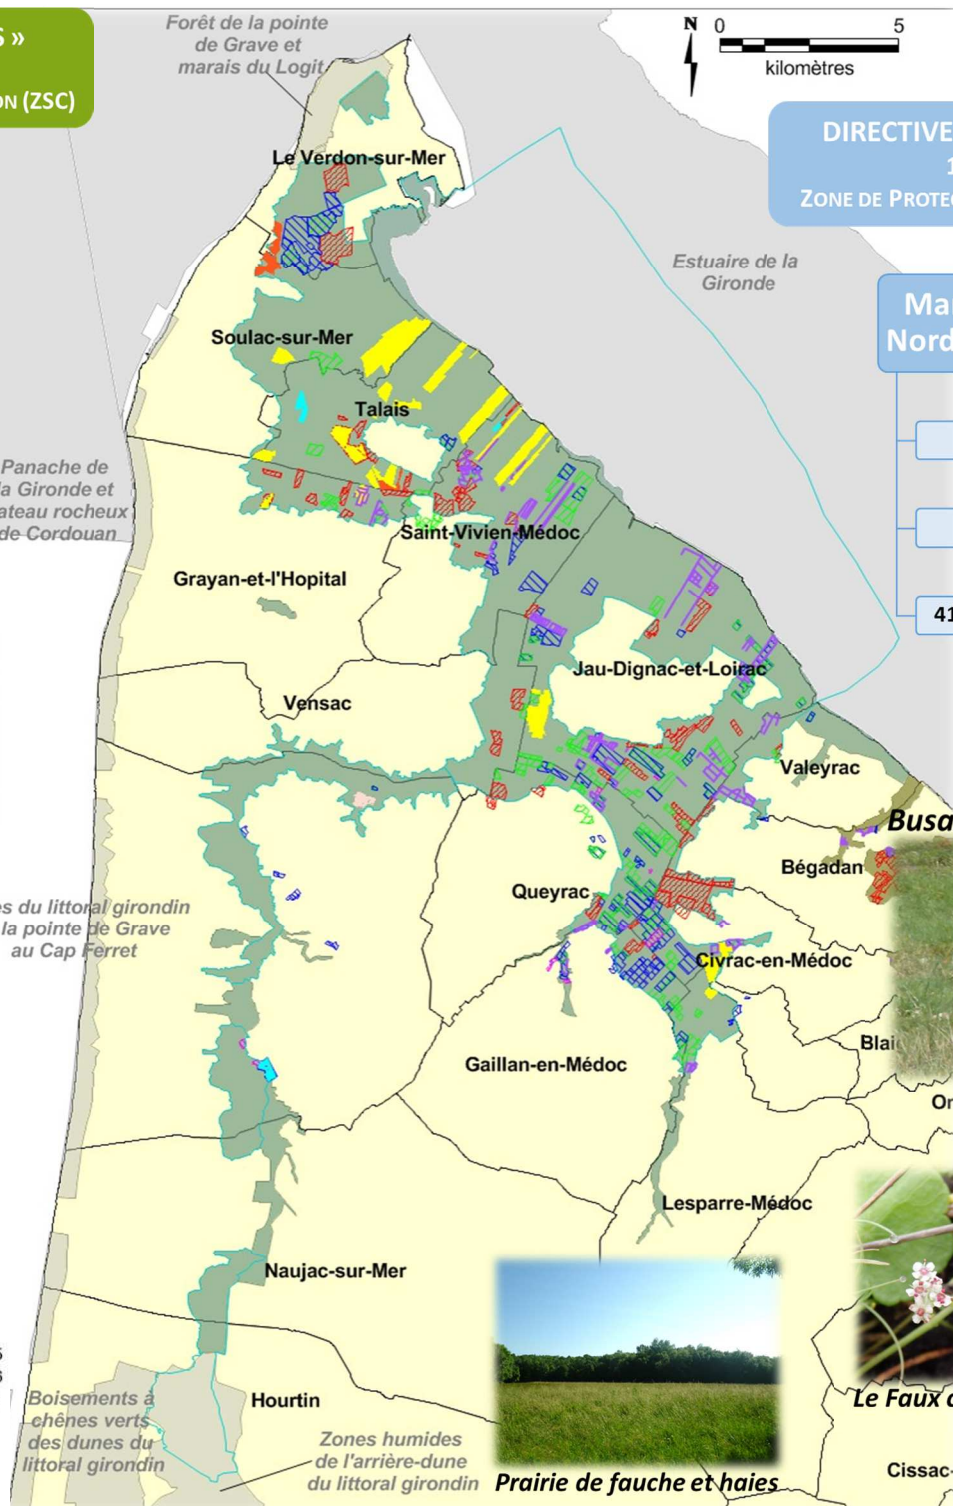 S »
ON (ZSC)
Forêt de la pointe
de Grave et
marais du Logit
N
0 5
kilomètres
DIRECTIVE
1
ZONE DE PROTEC
Le Verdon-sur-Mer
Estuaire de la
Gironde
Mar
Nord
Soulac-sur-Mer
Talais
Panache de
la Gironde et
ateau rocheux
de Cordouan
Saint-Vivien-Médoc
Grayan-et-l'Hopital
41
Jau-Dignac-et-Loirac
Vensac
Valeyrac
Busa
Bégadan
Queyrac
es du littoral girondin
la pointe de Grave
au Cap Ferret
Civrac-en-Médoc
Blai
Gaillan-en-Médoc
Or
Lesparre-Médoc
Naujac-sur-Mer
s
s
Hourtin
Boisements à
chênes verts
des dunes du
littoral girondin
Zones humides
de l'arrière-dune
du littoral girondin
Prairie de fauche et haies
Le Faux c
Cissac-